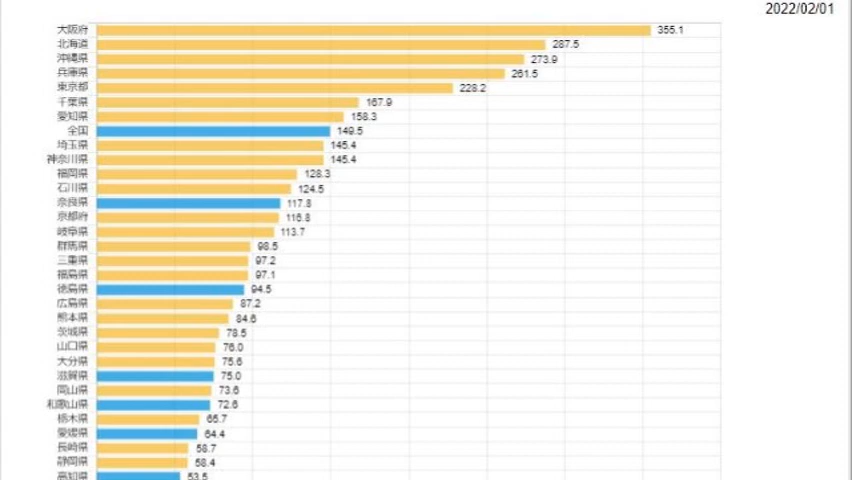 2022/02/01
大阪府 355.1
北海道 287.5
沖縄県 273.9
兵庫県 261.5
東京都 228.2
千葉県 167.9
愛知県 158.3
全国 149.5
埼玉県 145.4
神奈川県 145.4
福岡県 128.3
石川県 124.5
奈良県 117.8
京都府 116.8
岐阜県 113.7
群馬県 98.5
三重県 97.2
福島県 97.1
徳島県 94.5
広島県 87.2
熊本県 84.6
茨城県 78.5
山口県 76.0
大分県 75.6
滋賀県 75.0
岡山県 73.6
和歌山県 72.6
栃木県 65.7
愛媛県 64.4
長崎県 58.7
静岡県 58.4
高知県 53.5